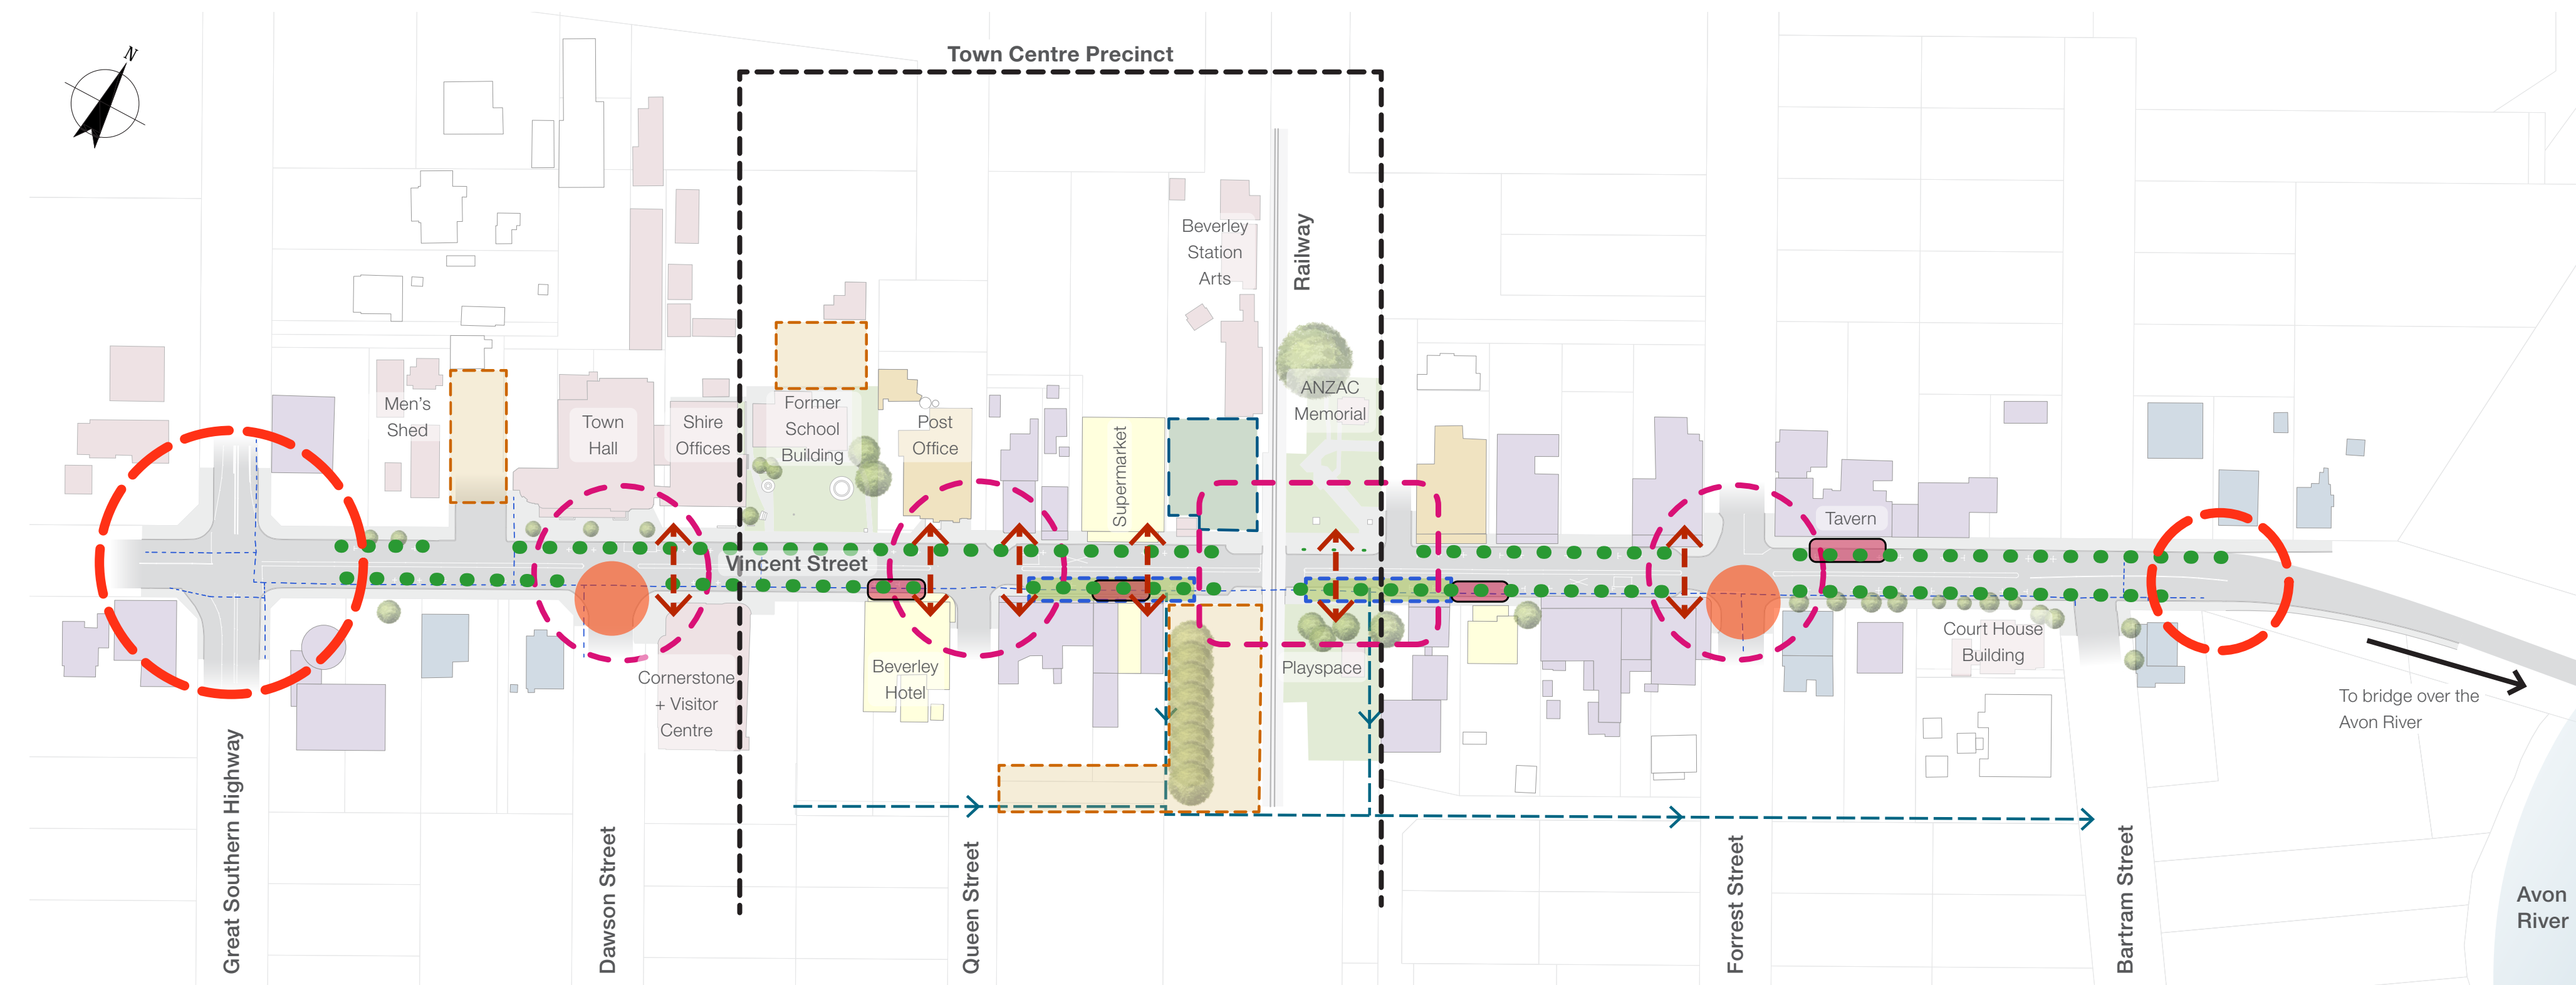 N
Town Centre Precinct
Beverley
Station
Arts
Railway
ANZAC
Memorial
Men's
Shed
Town
Hall
Shire
Offices
Former
School
Building
Post
Office
Supermarket
Tavern
Vincent Street
Cornerstone
+ Visitor
Centre
Beverley
Hotel
Playspace
Court House
Building
To bridge over the
Avon River
Great Southern Highway
Dawson Street
Queen Street
Forrest Street
Bartram Street
Avon
River